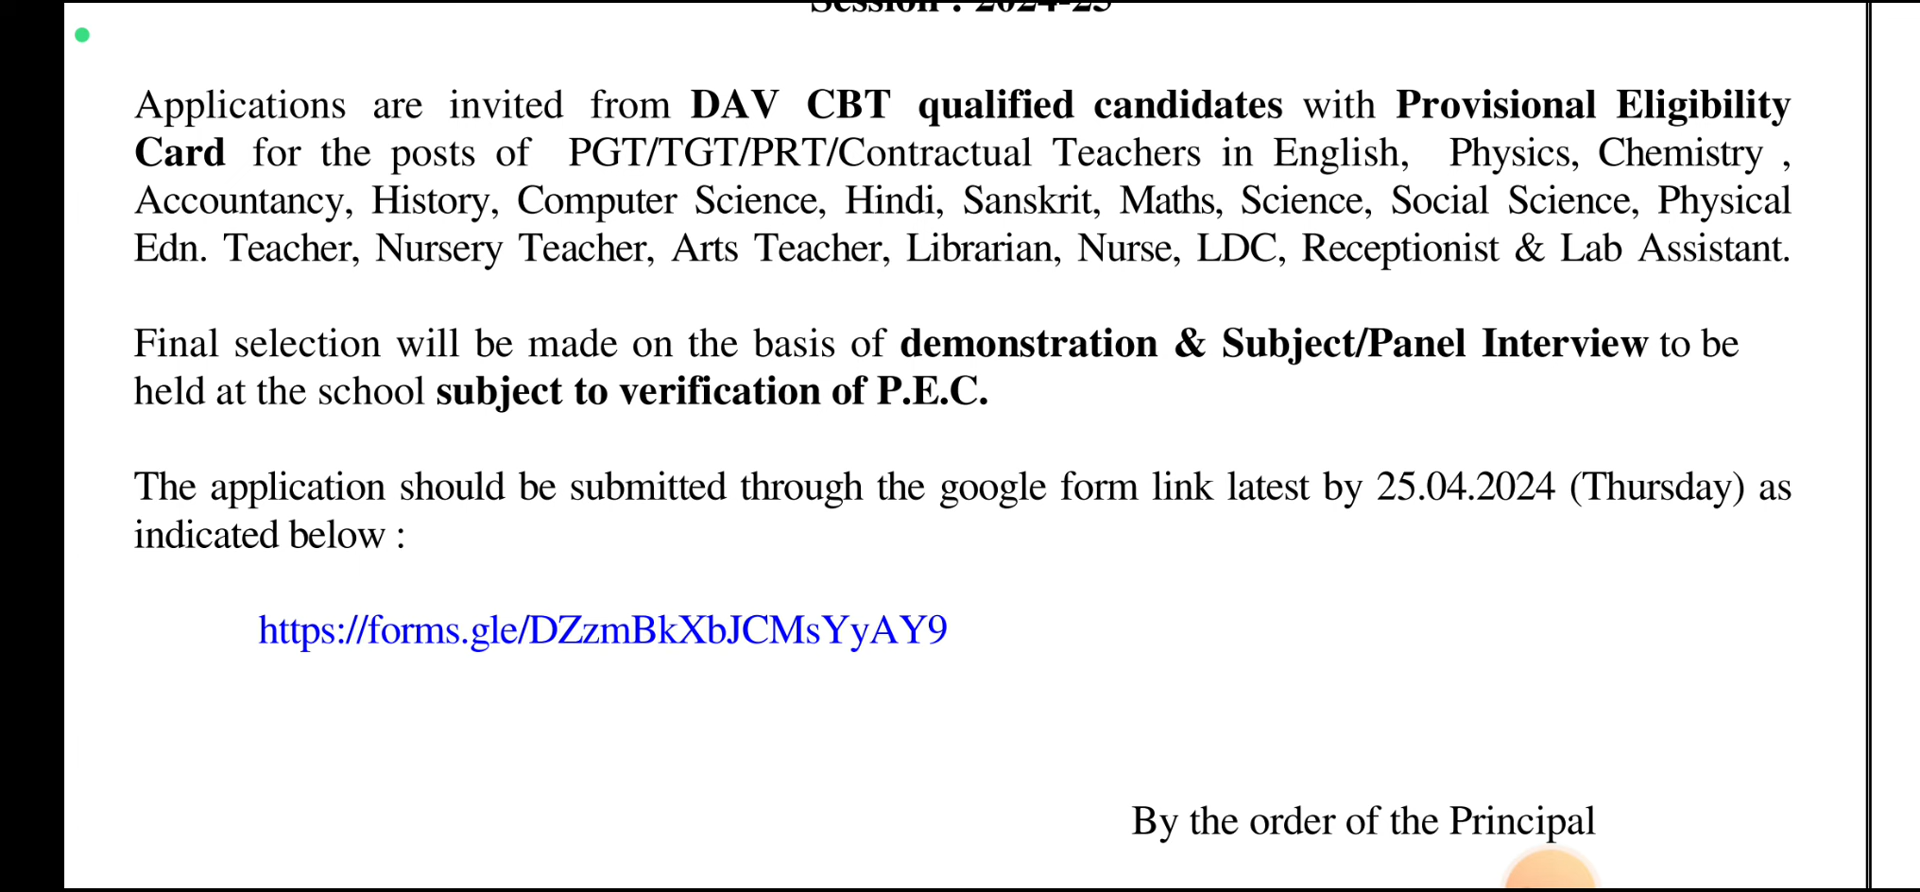 Session : 2024-25
Applications are invited from DAV CBT qualified candidates with Provisional Eligibility
Card for the posts of PGT/TGT/PRT/Contractual Teachers in English, Physics, Chemistry ,
Accountancy, History, Computer Science, Hindi, Sanskrit, Maths, Science, Social Science, Physical
Edn. Teacher, Nursery Teacher, Arts Teacher, Librarian, Nurse, LDC, Receptionist & Lab Assistant.
Final selection will be made on the basis of demonstration & Subject/Panel Interview to be
held at the school subject to verification of P.E.C.
The application should be submitted through the google form link latest by 25.04.2024 (Thursday) as
indicated below :
https://forms.gle/DZzmBkXbJCMsYyAY9
By the order of the Principal